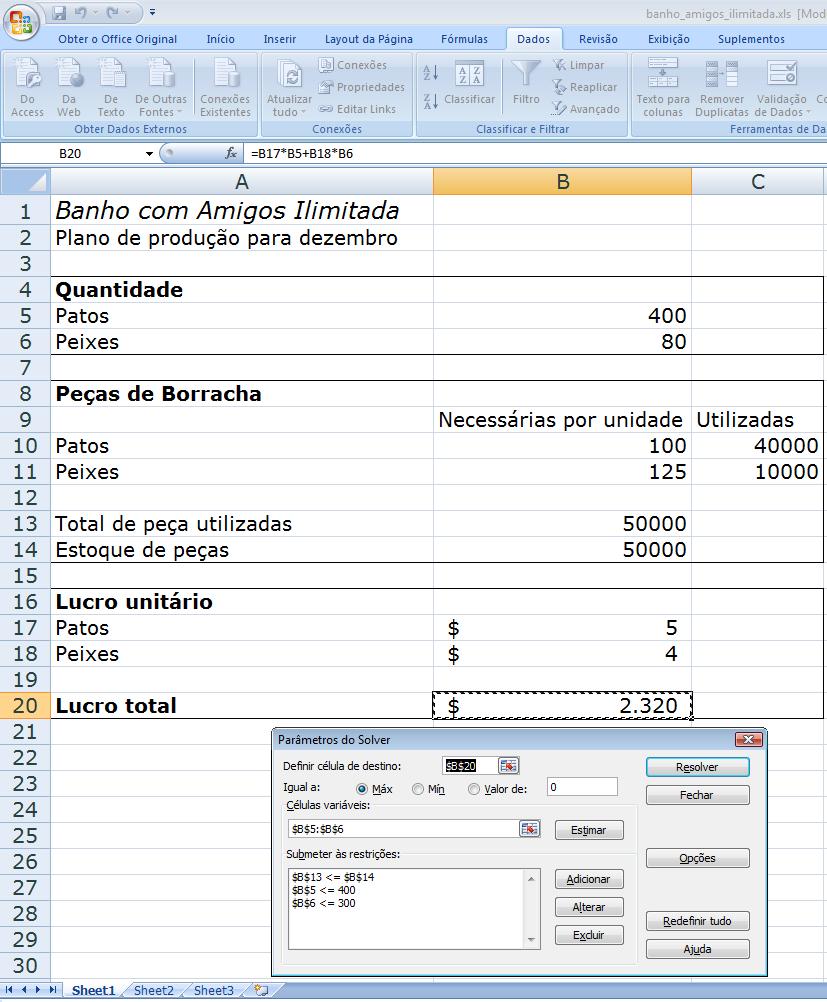 banho_amigos_ilimitada.xls [Mod
Obter o Office Original Início Inserir Layout da Página Fórmulas Dados Revisão Exibição Suplementos
Do Access
Da Web
De Texto
De Outras Fontes
Conexões Existentes
Obter Dados Externos
Atualizar tudo
Conexões
Propriedades
Editar Links
Conexões
A Z
Z A
A Z
Z A
Classificar
Filtro
Limpar
Reaplicar
Avançado
Classificar e Filtrar
Texto para colunas
Remover Duplicatas
Validação de Dados
Co
Ferramentas de Da
B20 fx =B17*B5+B18*B6
A B C
1 Banho com Amigos Ilimitada
2 Plano de produção para dezembro
3
4 Quantidade
5 Patos 400
6 Peixes 80
7
8 Peças de Borracha
9 Necessárias por unidade Utilizadas
10 Patos 100 40000
11 Peixes 125 10000
12
13 Total de peça utilizadas 50000
14 Estoque de peças 50000
15
16 Lucro unitário
17 Patos $ 5
18 Peixes $ 4
19
20 Lucro total $ 2.320
21
22
23
24
25
26
27
28
29
30
Parâmetros do Solver
Definir célula de destino: $B$20
Igual a: Máx Mín Valor de: 0
Células variáveis:
$B$5:$B$6
Estimar
Submeter às restrições:
$B$13 <= $B$14
$B$5 <= 400
$B$6 <= 300
Adicionar
Alterar
Excluir
Resolver
Fechar
Opções
Redefinir tudo
Ajuda
Sheet1 Sheet2 Sheet3